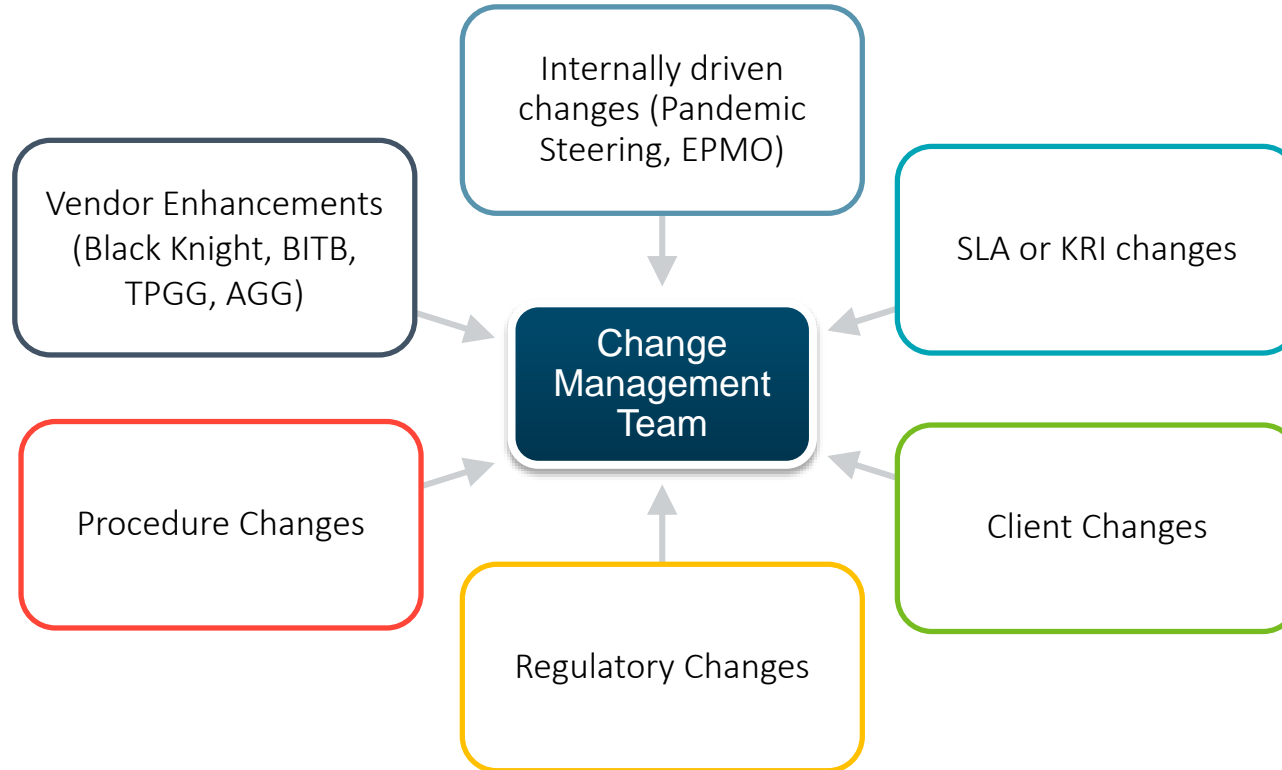 Internally driven
changes (Pandemic
Steering, EPMO)
Vendor Enhancements
(Black Knight, BITB,
TPGG, AGG)
SLA or KRI changes
Change
Management
Team
Procedure Changes
Client Changes
Regulatory Changes